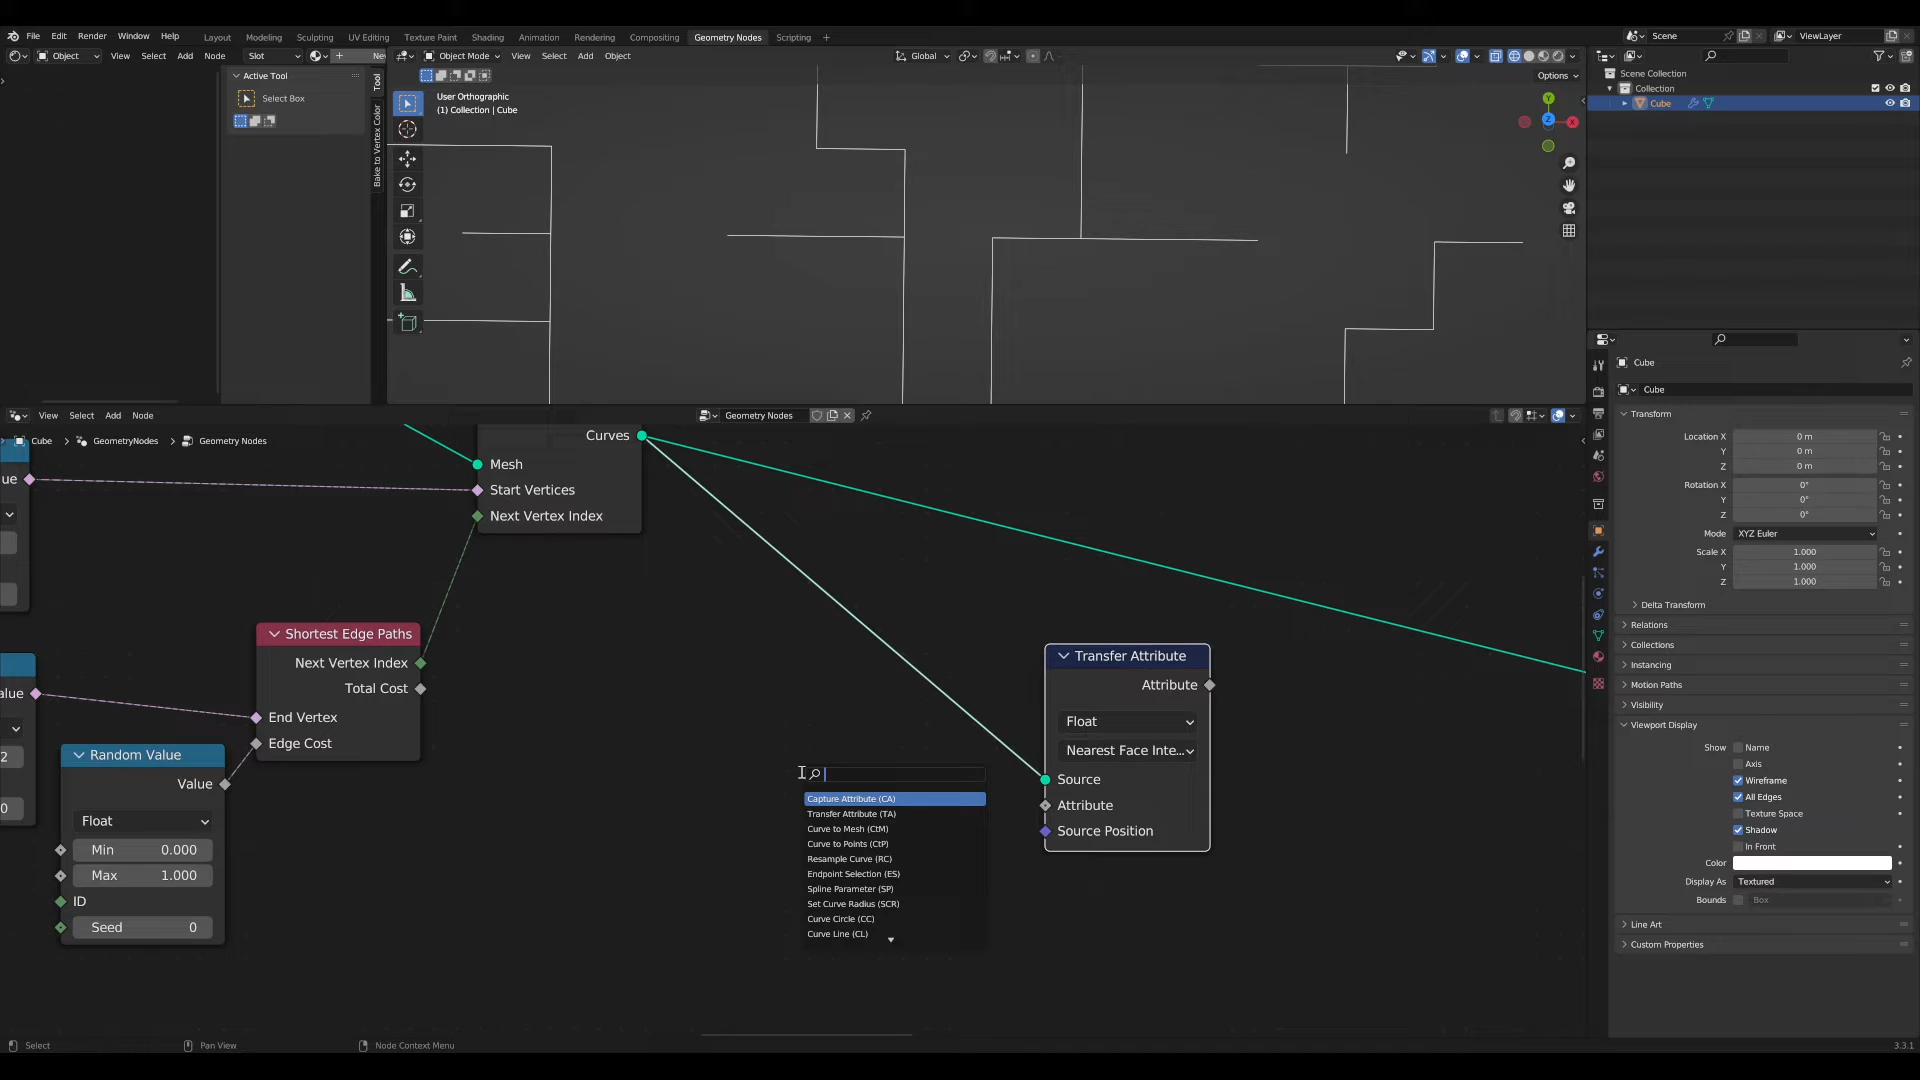 File Edit Render Window Help Layout Modeling Sculpting UV Editing Texture Paint Shading Animation Rendering Compositing Geometry Nodes Scripting + Scene ViewLayer
Object View Select Add Node Slot Object Mode View Select Add Object Global
Active Tool
Select Box
Tool
Bake to Vertex Color
Options
User Orthographic
(1) Collection | Cube
Y
Z
X
Scene Collection
Collection
Cube
View Select Add Node Geometry Nodes
Cube > GeometryNodes > Geometry Nodes
Curves
Mesh
Start Vertices
Next Vertex Index
ue
alue
2
0
Shortest Edge Paths
Next Vertex Index
Total Cost
End Vertex
Edge Cost
Random Value
Value
Float
Min 0.000
Max 1.000
ID
Seed 0
Capture Attribute (CA)
Transfer Attribute (TA)
Curve to Mesh (CtM)
Curve to Points (CtP)
Resample Curve (RC)
Endpoint Selection (ES)
Spline Parameter (SP)
Set Curve Radius (SCR)
Curve Circle (CC)
Curve Line (CL)
Transfer Attribute
Attribute
Float
Nearest Face Inte...
Source
Attribute
Source Position
Cube
Cube
Transform
Location X 0 m
Y 0 m
Z 0 m
Rotation X 0°
Y 0°
Z 0°
Mode XYZ Euler
Scale X 1.000
Y 1.000
Z 1.000
Delta Transform
Relations
Collections
Instancing
Motion Paths
Visibility
Viewport Display
Show Name
Axis
Wireframe
All Edges
Texture Space
Shadow
In Front
Color
Display As Textured
Bounds Box
Line Art
Custom Properties
Select Pan View Node Context Menu 3.3.1